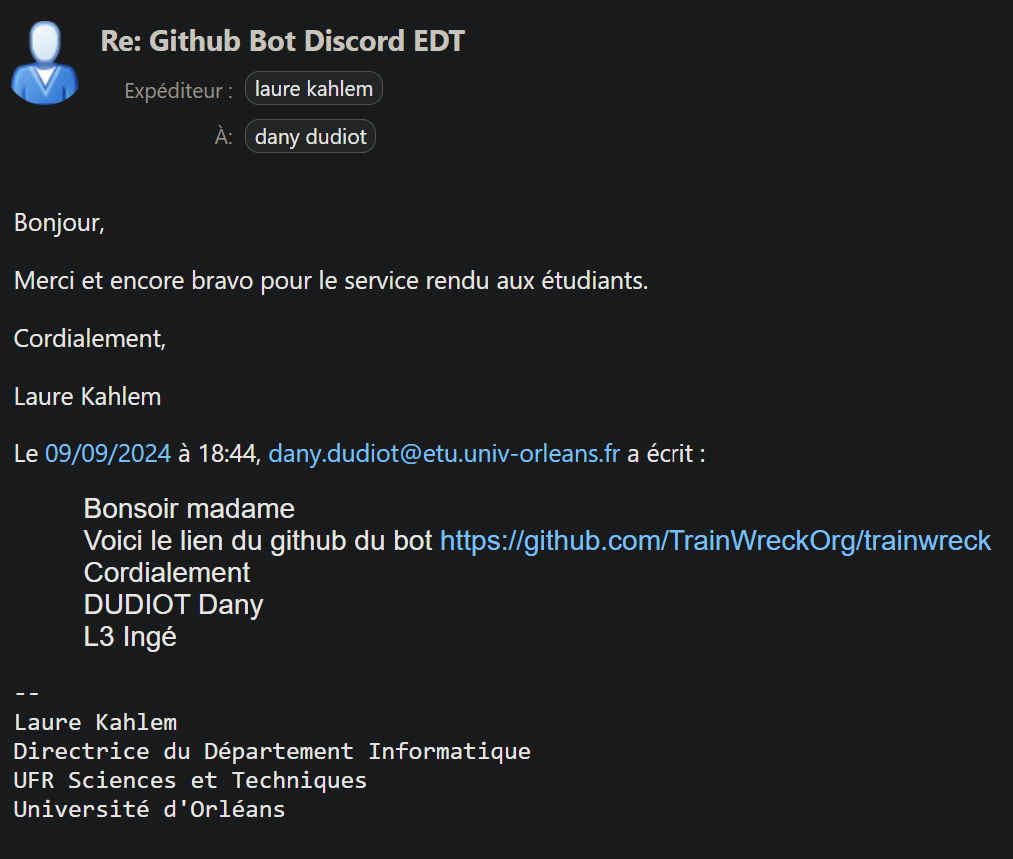 Re: Github Bot Discord EDT
Expéditeur : laure kahlem
À: dany dudiot
Bonjour,
Merci et encore bravo pour le service rendu aux étudiants.
Cordialement,
Laure Kahlem
Le 09/09/2024 à 18:44, dany.dudiot@etu.univ-orleans.fr a écrit :
Bonsoir madame
Voici le lien du github du bot https://github.com/TrainWreckOrg/trainwreck
Cordialement
DUDIOT Dany
L3 Ingé
--
Laure Kahlem
Directrice du Département Informatique
UFR Sciences et Techniques
Université d'Orléans